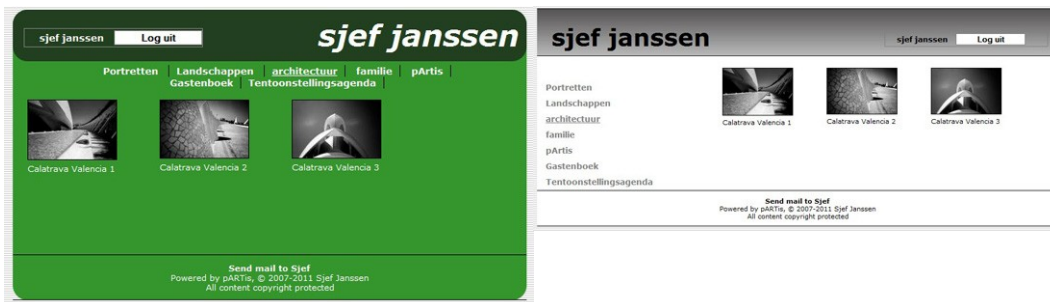 sjef janssen Log uit
sjef janssen
Portretten Landschappen architectuur familie pArtis
Gastenboek Tentoonstellingsagenda
Calatrava Valencia 1 Calatrava Valencia 2 Calatrava Valencia 3
Send mail to Sjef
Powered by pARTis, © 2007-2011 Sjef Janssen
All content copyright protected
sjef janssen
sjef janssen Log uit
Portretten
Landschappen
architectuur
familie
pArtis
Gastenboek
Tentoonstellingsagenda
Calatrava Valencia 1 Calatrava Valencia 2 Calatrava Valencia 3
Send mail to Sjef
Powered by pARTis, © 2007-2011 Sjef Janssen
All content copyright protected